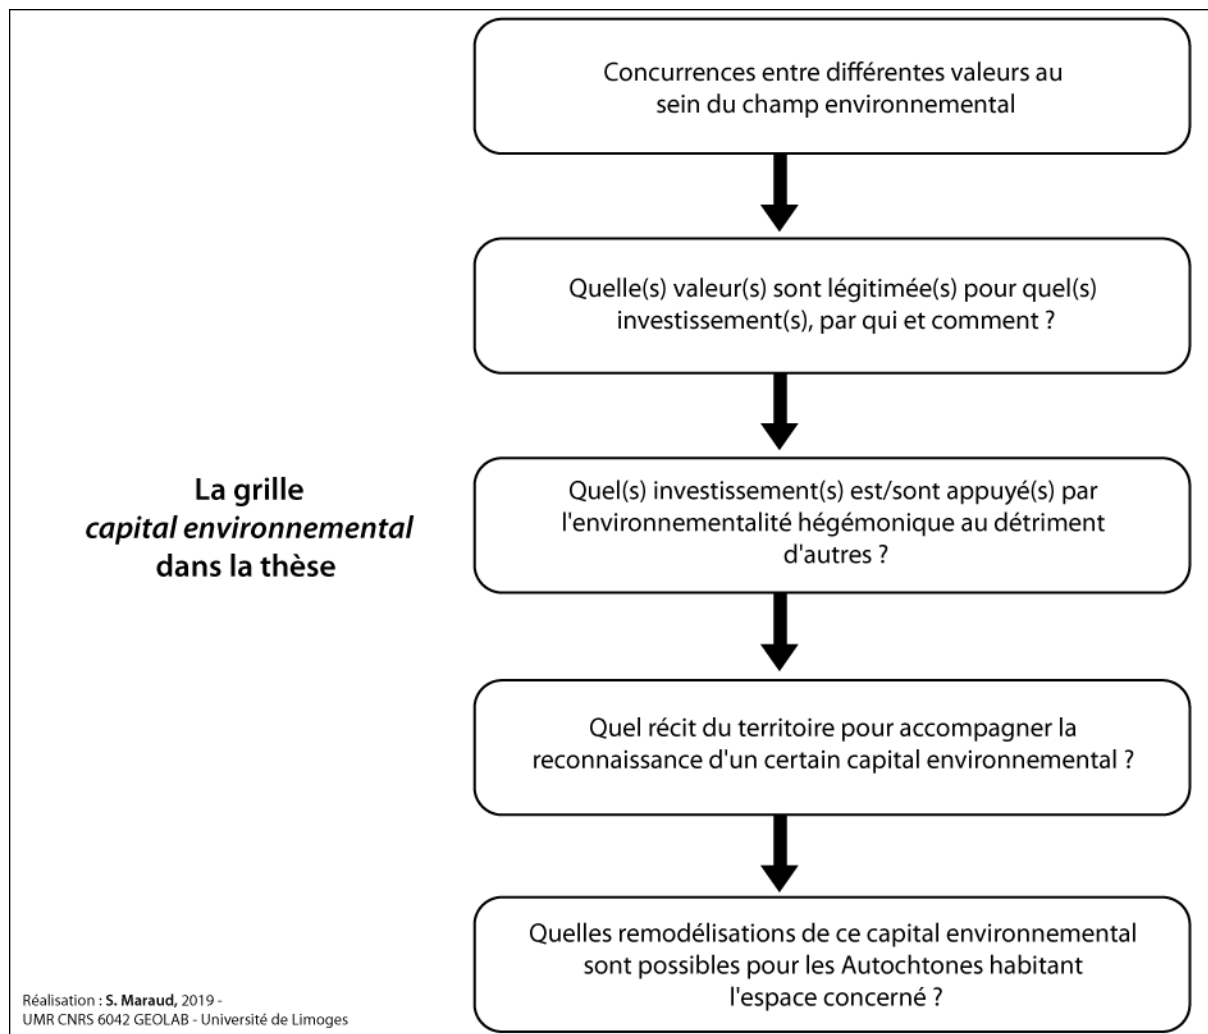 Concurrences entre différentes valeurs au
sein du champ environnemental
Quelle(s) valeur(s) sont légitimée(s) pour quel(s)
investissement(s), par qui et comment ?
La grille
capital environnemental
dans la thèse
Quel(s) investissement(s) est/sont appuyé(s) par
l'environnementalité hégémonique au détriment
d'autres ?
Quel récit du territoire pour accompagner la
reconnaissance d'un certain capital environnemental ?
Quelles remodélisations de ce capital environnemental
sont possibles pour les Autochtones habitant
l'espace concerné ?
Réalisation : S. Maraud, 2019 -
UMR CNRS 6042 GEOLAB - Université de Limoges